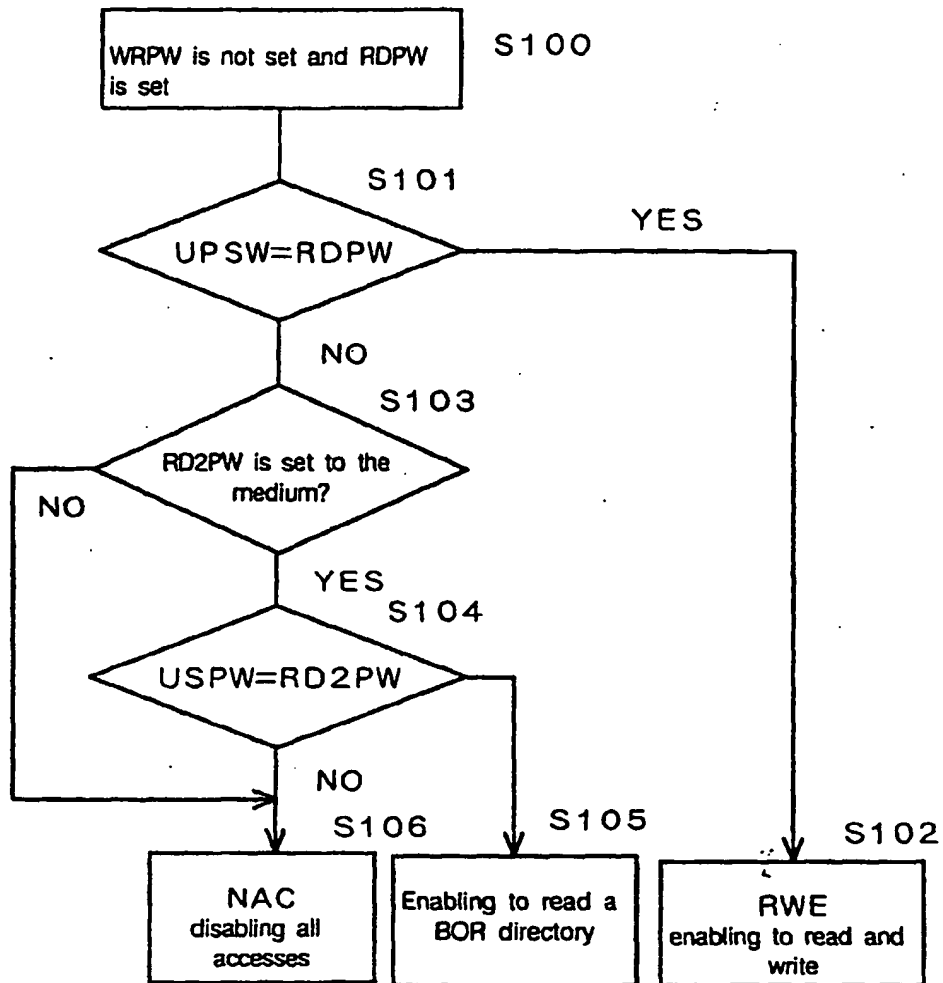 WRPW is not set and RDPW
is set
S100
S101
UPSW=RDPW
YES
NO
S103
RD2PW is set to the
medium?
NO
YES
S104
USPW=RD2PW
NO
S106
S105
S102
NAC
disabling all
accesses
Enabling to read a
BOR directory
RWE
enabling to read and
write